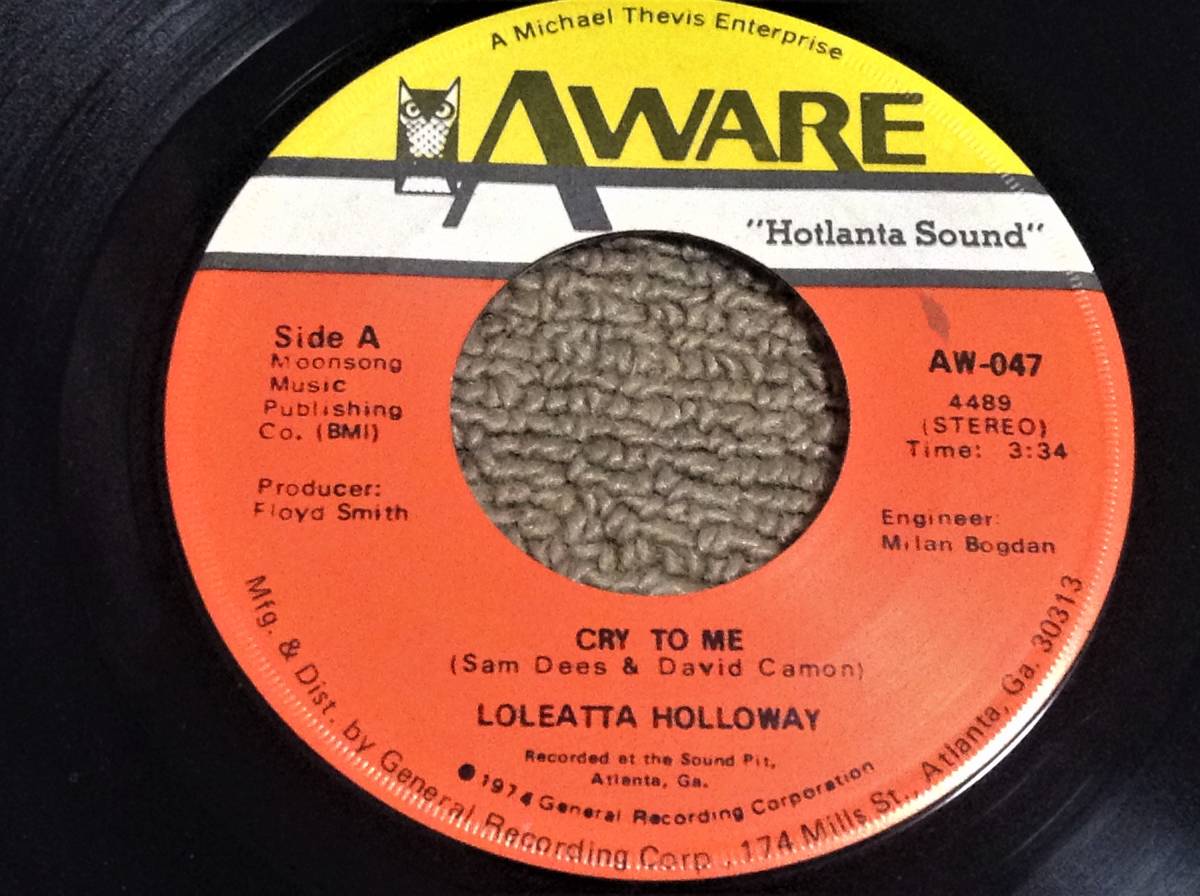 A Michael Thevis Enterprise
AWARE
"Hotlanta Sound"
Side A
Moonsong
Music
Publishing
Co. (BMI)
Producer:
Floyd Smith
AW-047
4489
(STEREO)
Time: 3:34
Engineer:
Milan Bogdan
CRY TO ME
(Sam Dees & David Camon)
LOLEATTA HOLLOWAY
Recorded at the Sound Pit,
Atlanta, Ga.
1974 General Recording Corporation
Mfg. & Dist. by General Recording Corp., 174 Mills St., Atlanta, Ga. 30313